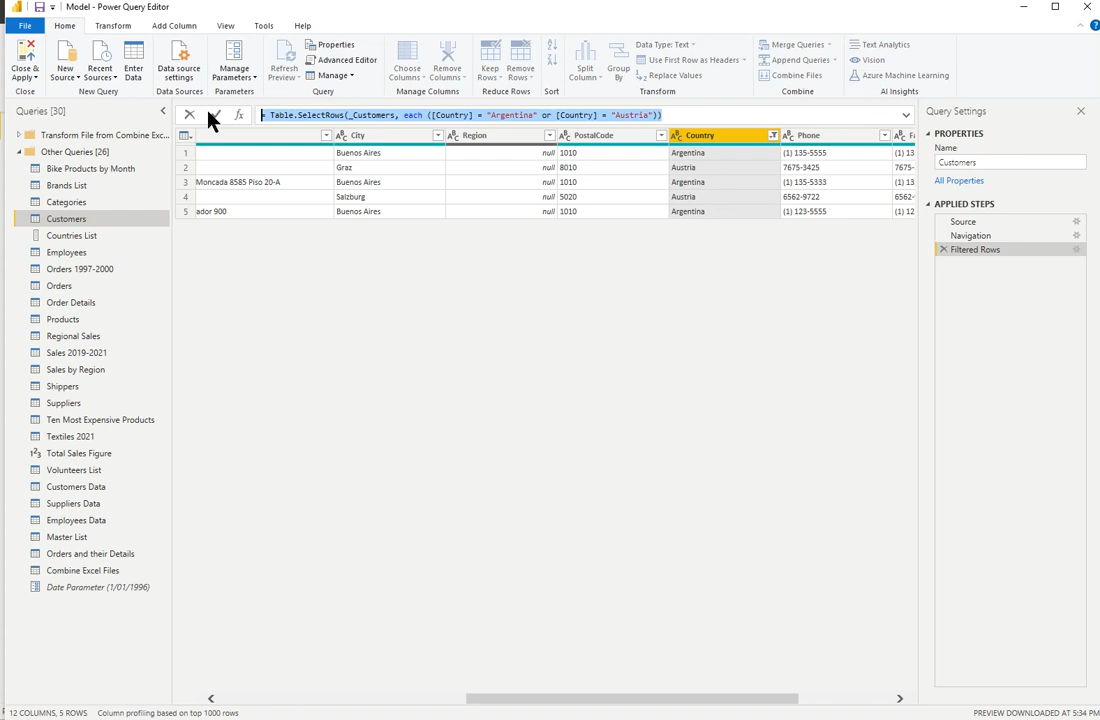 Model - Power Query Editor
File Home Transform Add Column View Tools Help
Close & Apply
New Source
Recent Sources
Enter Data
Data source settings
Manage Parameters
Refresh Preview
Properties
Advanced Editor
Manage
Choose Columns
Remove Columns
Keep Rows
Remove Rows
Split Column
Group By
Data Type: Text
Use First Row as Headers
Replace Values
Merge Queries
Append Queries
Combine Files
Text Analytics
Vision
Azure Machine Learning
Close New Query Data Sources Parameters Query Manage Columns Reduce Rows Sort Transform Combine AI Insights
Queries [30]
Transform File from Combine Exc...
Other Queries [26]
Bike Products by Month
Brands List
Categories
Customers
Countries List
Employees
Orders 1997-2000
Orders
Order Details
Products
Regional Sales
Sales 2019-2021
Sales by Region
Shippers
Suppliers
Ten Most Expensive Products
Textiles 2021
Total Sales Figure
Volunteers List
Customers Data
Suppliers Data
Employees Data
Master List
Orders and their Details
Combine Excel Files
Date Parameter (1/01/1996)
= Table.SelectRows(_Customers, each ([Country] = "Argentina" or [Country] = "Austria"))
City Region PostalCode Country Phone
1 Buenos Aires null 1010 Argentina (1) 135-5555 (1) 13
2 Graz null 8010 Austria 7675-3425 7675-
3 Moncada 8585 Piso 20-A Buenos Aires null 1010 Argentina (1) 135-5333 (1) 13
4 Salzburg null 5020 Austria 6562-9722 6562-
5 ador 900 Buenos Aires null 1010 Argentina (1) 123-5555 (1) 12
Query Settings
PROPERTIES
Name
Customers
All Properties
APPLIED STEPS
Source
Navigation
Filtered Rows
12 COLUMNS, 5 ROWS Column profiling based on top 1000 rows
PREVIEW DOWNLOADED AT 5:34 PM